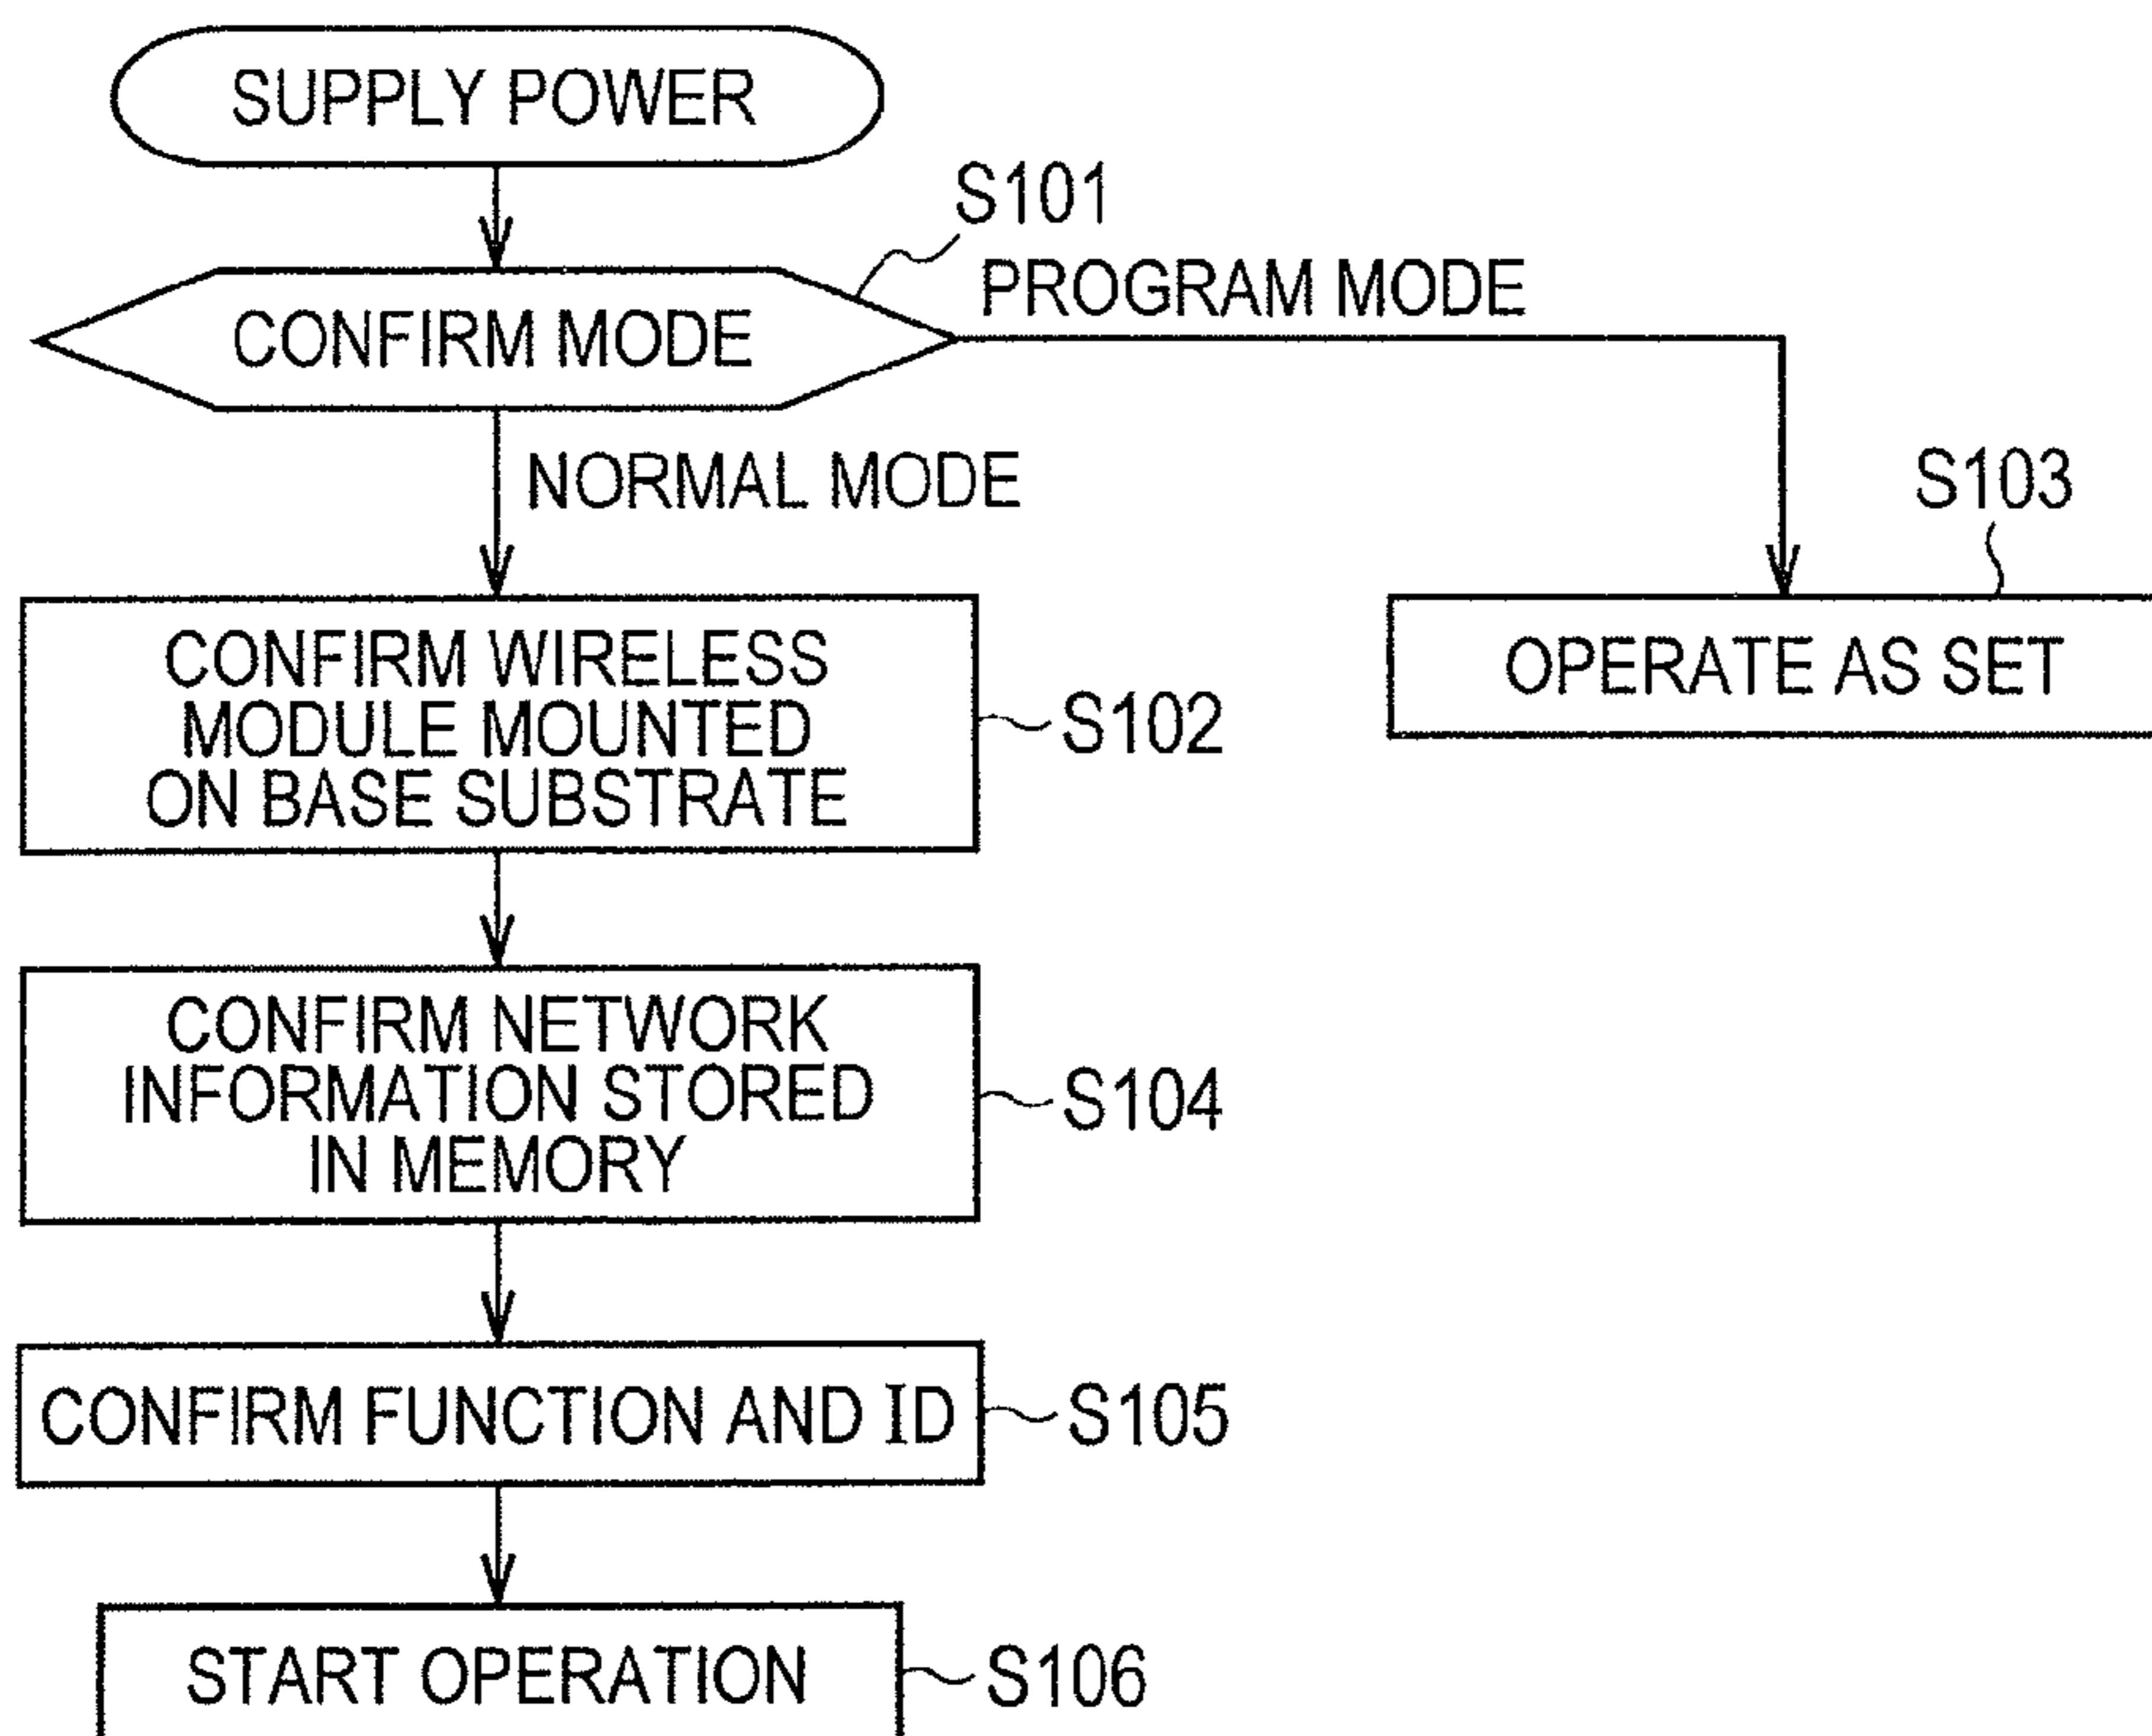 SUPPLY POWER
S101
CONFIRM MODE
PROGRAM MODE
NORMAL MODE
S103
OPERATE AS SET
CONFIRM WIRELESS
MODULE MOUNTED
ON BASE SUBSTRATE
S102
CONFIRM NETWORK
INFORMATION STORED
IN MEMORY
S104
CONFIRM FUNCTION AND ID
S105
START OPERATION
S106